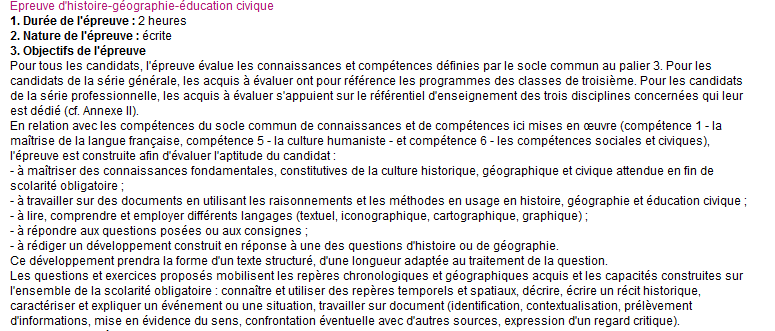 Epreuve d'histoire-géographie-éducation civique
1. Durée de l'épreuve : 2 heures
2. Nature de l'épreuve : écrite
3. Objectifs de l'épreuve
Pour tous les candidats, l'épreuve évalue les connaissances et compétences définies par le socle commun au palier 3. Pour les
candidats de la série générale, les acquis à évaluer ont pour référence les programmes des classes de troisième. Pour les candidats
de la série professionnelle, les acquis à évaluer s'appuient sur le référentiel d'enseignement des trois disciplines concernées qui leur
est dédié (cf. Annexe II).
En relation avec les compétences du socle commun de connaissances et de compétences ici mises en œuvre (compétence 1 - la
maîtrise de la langue française, compétence 5 - la culture humaniste - et compétence 6 - les compétences sociales et civiques),
l'épreuve est construite afin d'évaluer l'aptitude du candidat :
- à maîtriser des connaissances fondamentales, constitutives de la culture historique, géographique et civique attendue en fin de
scolarité obligatoire ;
- à travailler sur des documents en utilisant les raisonnements et les méthodes en usage en histoire, géographie et éducation civique ;
- à lire, comprendre et employer différents langages (textuel, iconographique, cartographique, graphique) ;
- à répondre aux questions posées ou aux consignes ;
- à rédiger un développement construit en réponse à une des questions d'histoire ou de géographie.
Ce développement prendra la forme d'un texte structuré, d'une longueur adaptée au traitement de la question.
Les questions et exercices proposés mobilisent les repères chronologiques et géographiques acquis et les capacités construites sur
l'ensemble de la scolarité obligatoire : connaître et utiliser des repères temporels et spatiaux, décrire, écrire un récit historique,
caractériser et expliquer un événement ou une situation, travailler sur document (identification, contextualisation, prélèvement
d'informations, mise en évidence du sens, confrontation éventuelle avec d'autres sources, expression d'un regard critique).